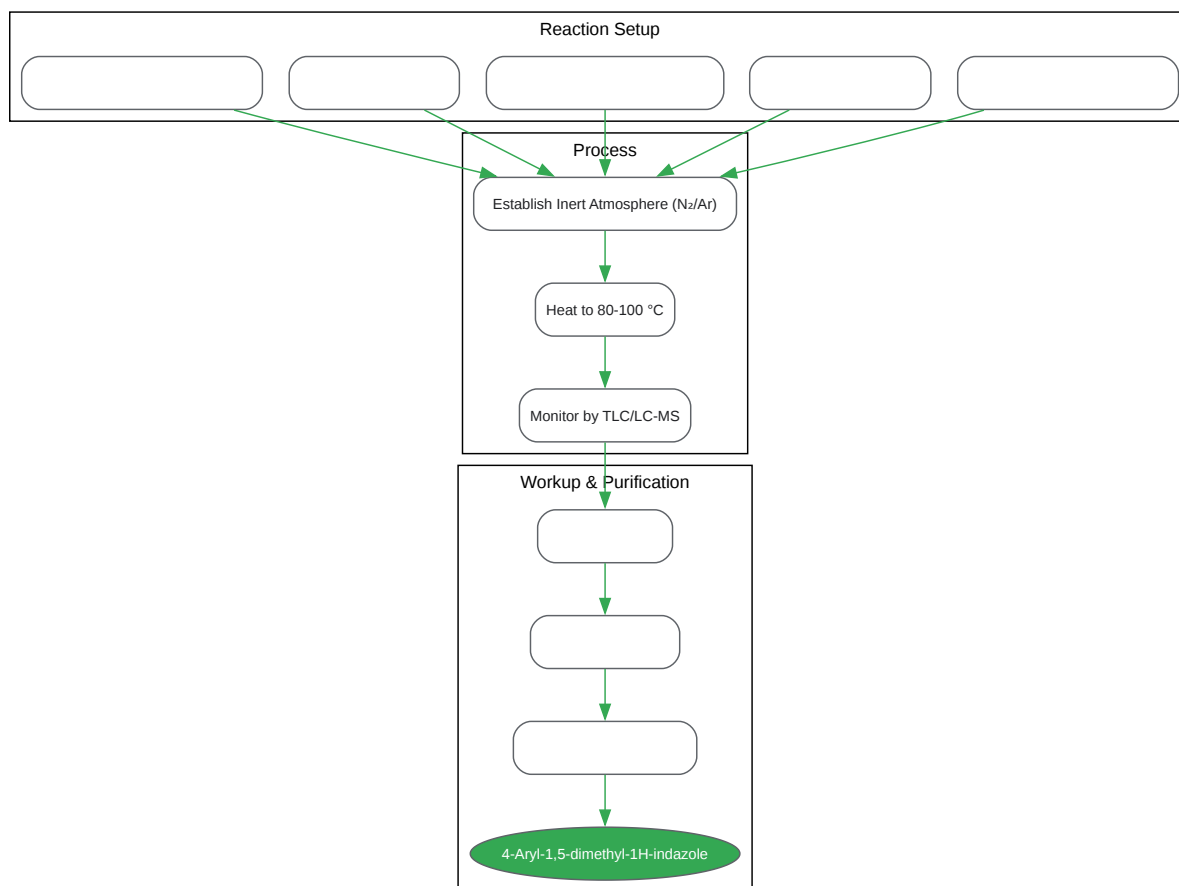 Reaction Setup
Process
Establish Inert Atmosphere (N₂/Ar)
Heat to 80-100 °C
Monitor by TLC/LC-MS
Workup & Purification
4-Aryl-1,5-dimethyl-1H-indazole